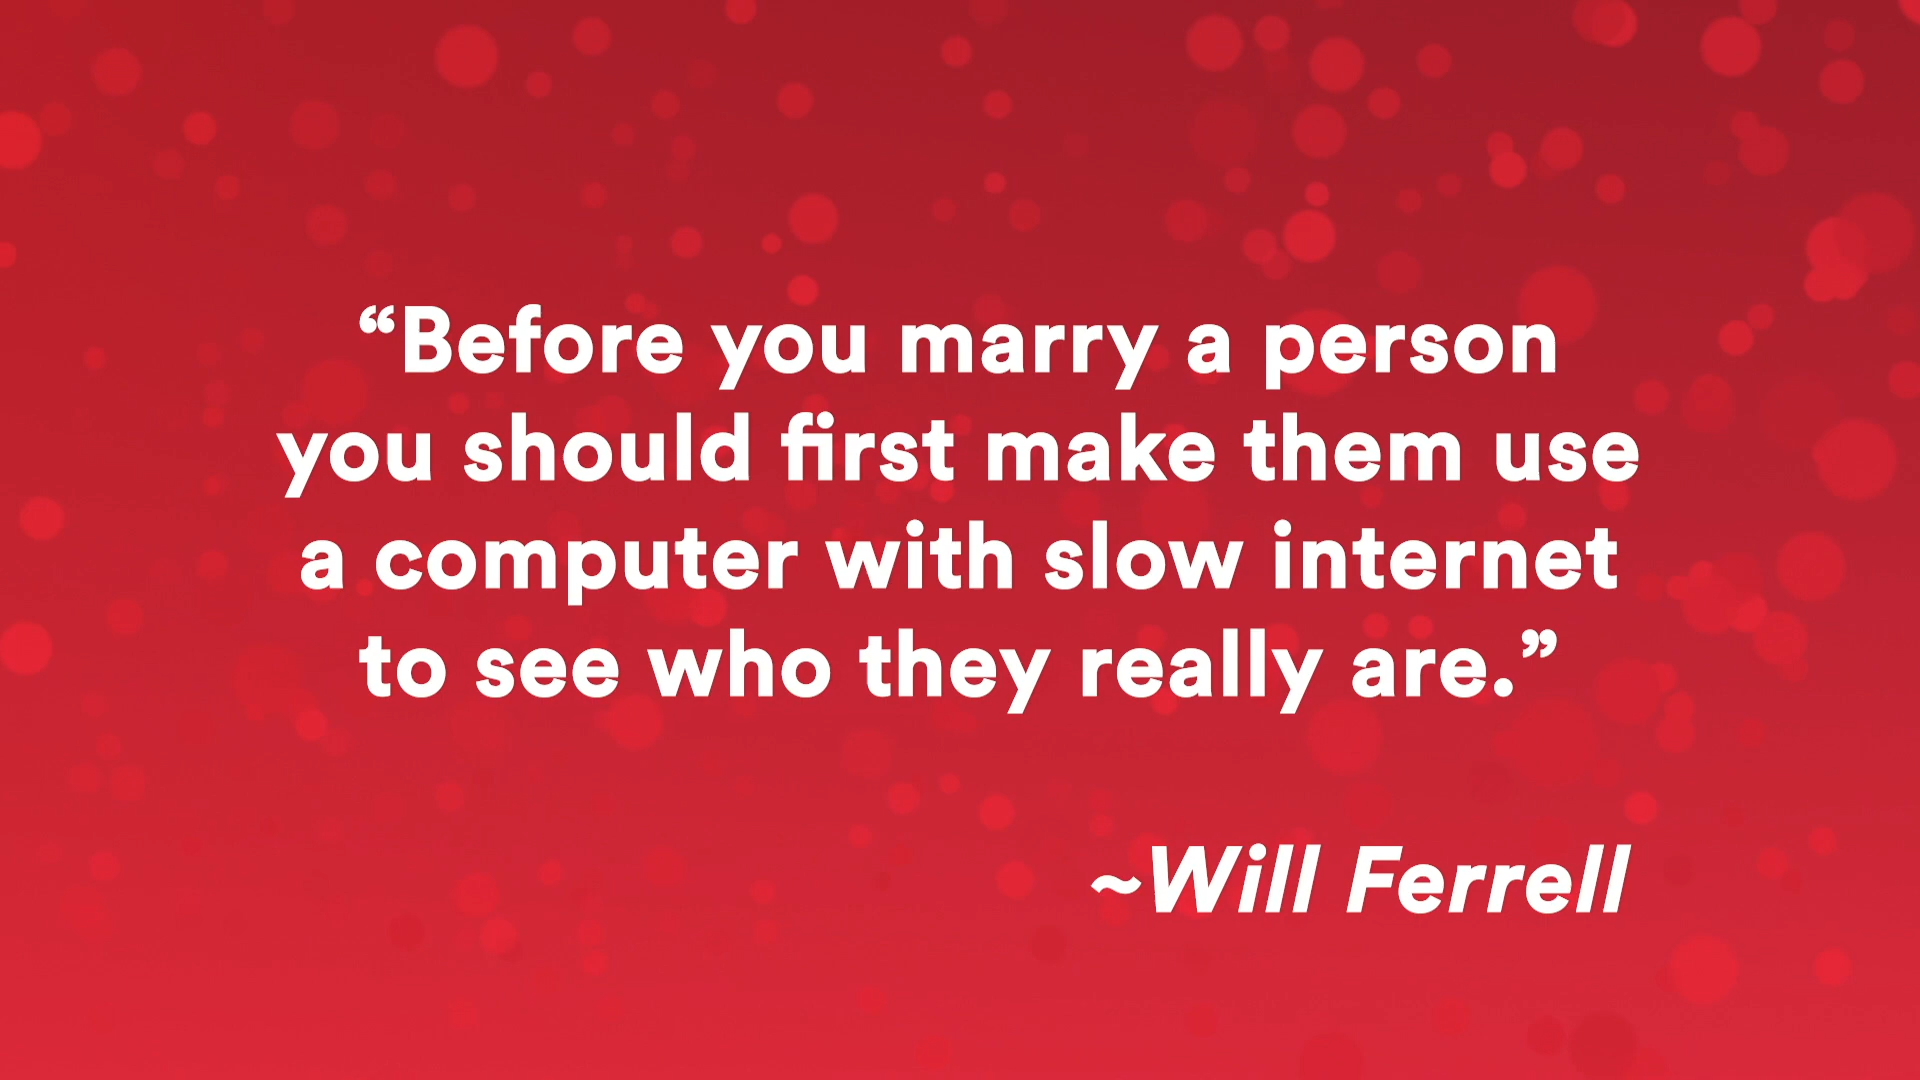 “Before you marry a person
you should first make them use
a computer with slow internet
to see who they really are.”
~Will Ferrell